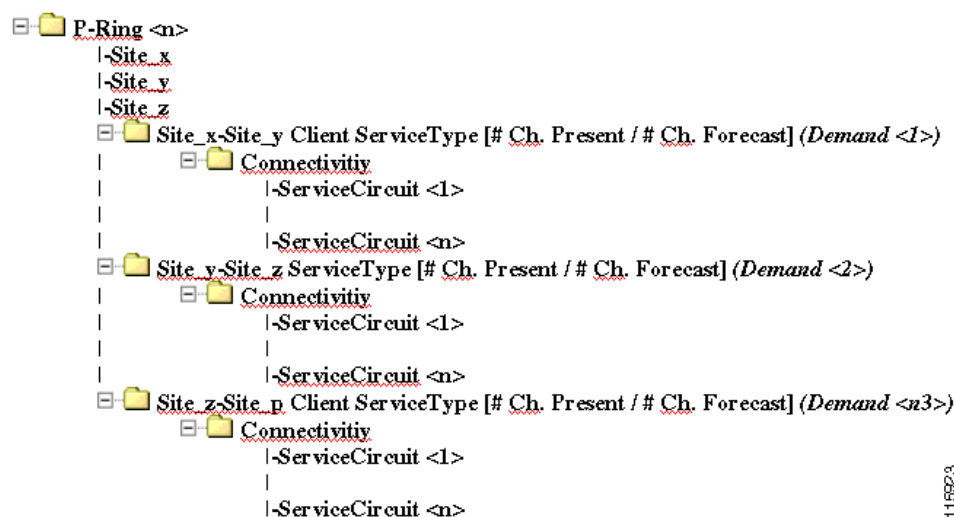 P-Ring <n>
|-Site_x
|-Site_y
|-Site_z
Site_x-Site_y Client ServiceType [# Ch. Present / # Ch. Forecast] (Demand <1>)
Connectivitiy
|-ServiceCircuit <1>
|-ServiceCircuit <n>
Site_y-Site_z ServiceType [# Ch. Present / # Ch. Forecast] (Demand <2>)
Connectivitiy
|-ServiceCircuit <1>
|-ServiceCircuit <n>
Site_z-Site_p Client ServiceType [# Ch. Present / # Ch. Forecast] (Demand <n3>)
Connectivitiy
|-ServiceCircuit <1>
|-ServiceCircuit <n>